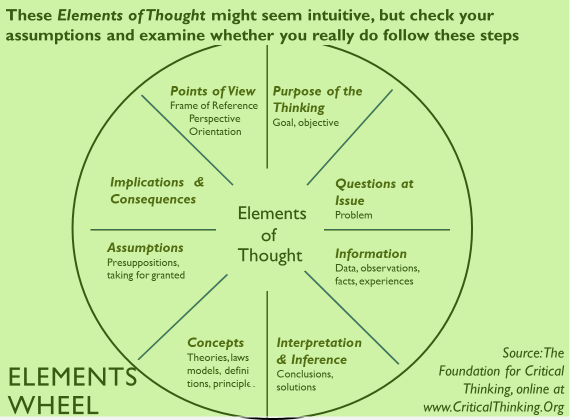 These Elements of Thought might seem intuitive, but check your
assumptions and examine whether you really do follow these steps
Points of View
Frame of Reference
Perspective
Orientation
Purpose of the
Thinking
Goal, objective
Implications &
Consequences
Questions at
Issue
Problem
Elements
of
Thought
Assumptions
Presuppositions,
taking for granted
Information
Data, observations,
facts, experiences
Concepts
Theories, laws
models, defini
tions, principle.
Interpretation
& Inference
Conclusions,
solutions
ELEMENTS
WHEEL
Source: The
Foundation for Critical
Thinking, online at
www.CriticalThinking.Org